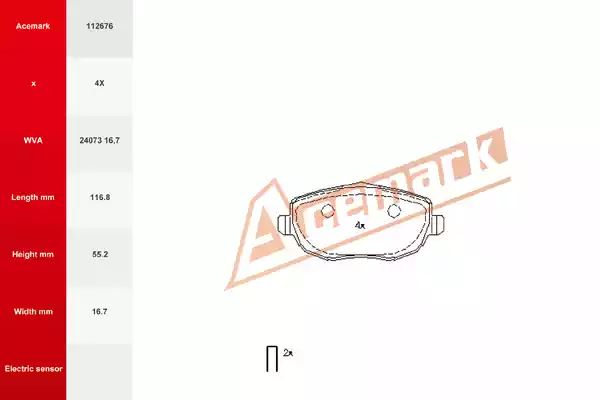 Acemark 112676
x 4X
WVA 24073 16,7
Length mm 116.8
Height mm 55.2
Width mm 16.7
Electric sensor
Acemark
4x
2x